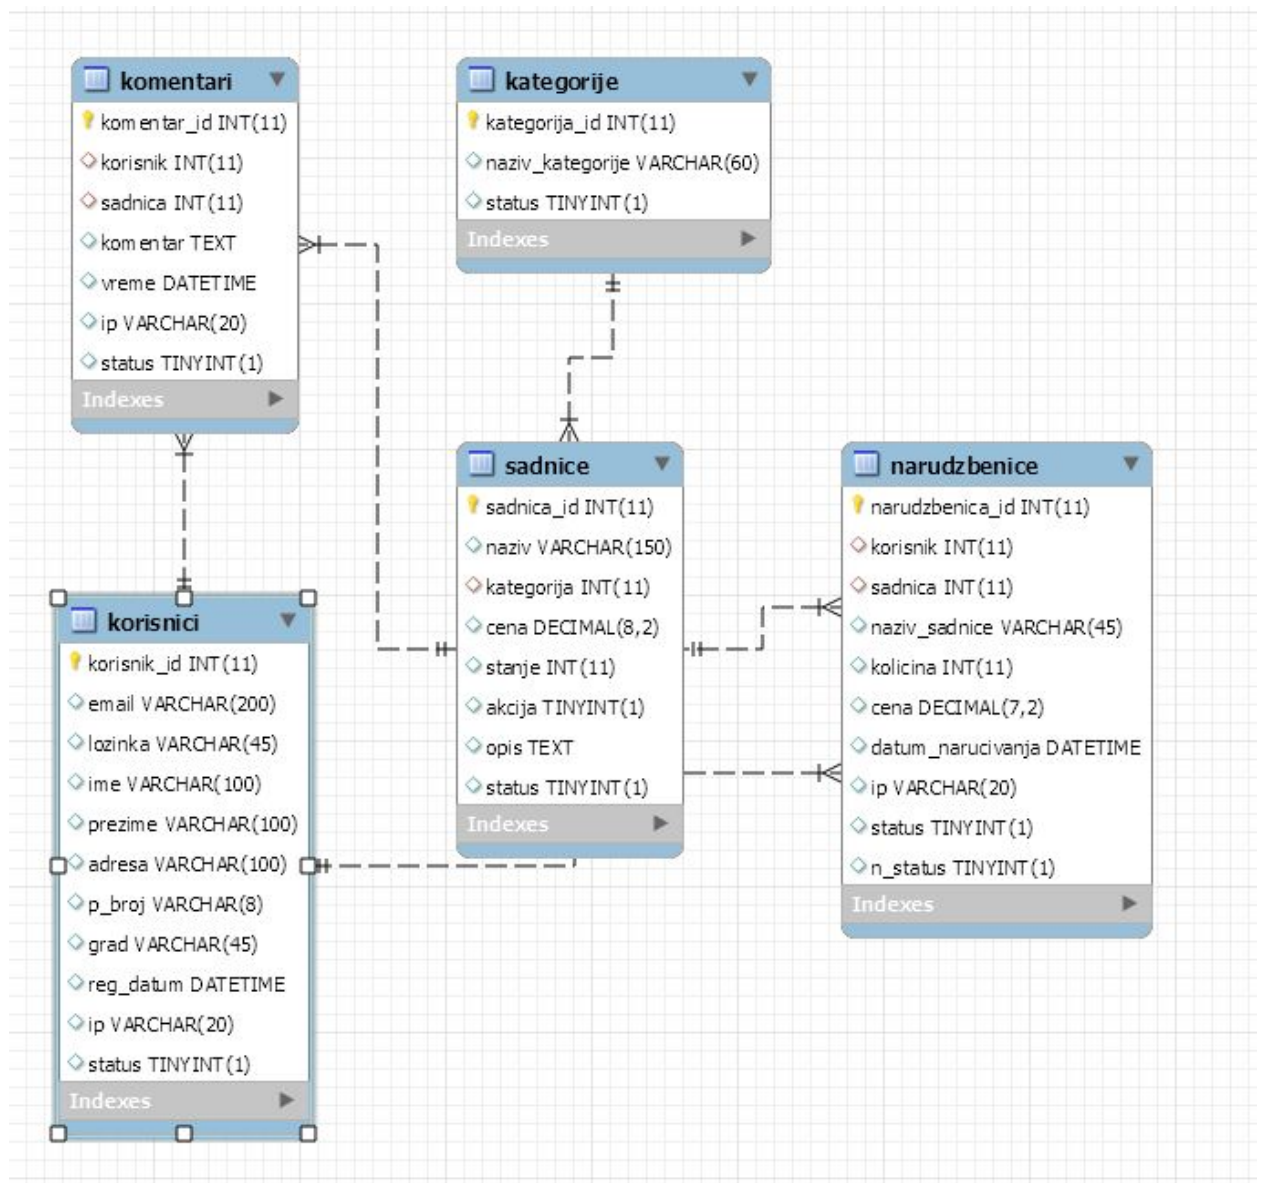 komentari
komentar_id INT(11)
korisnik INT(11)
sadnica INT(11)
komentar TEXT
vreme DATETIME
ip VARCHAR(20)
status TINYINT(1)
Indexes
kategorije
kategorija_id INT(11)
naziv_kategorije VARCHAR(60)
status TINYINT(1)
Indexes
sadnice
sadnica_id INT(11)
naziv VARCHAR(150)
kategorija INT(11)
cena DECIMAL(8,2)
stanje INT(11)
akcija TINYINT(1)
opis TEXT
status TINYINT(1)
Indexes
narudzbenice
narudzbenica_id INT(11)
korisnik INT(11)
sadnica INT(11)
naziv_sadnice VARCHAR(45)
kolicina INT(11)
cena DECIMAL(7,2)
datum_narucivanja DATETIME
ip VARCHAR(20)
status TINYINT(1)
n_status TINYINT(1)
Indexes
korisnici
korisnik_id INT(11)
email VARCHAR(200)
lozinka VARCHAR(45)
ime VARCHAR(100)
prezime VARCHAR(100)
adresa VARCHAR(100)
p_broj VARCHAR(8)
grad VARCHAR(45)
reg_datum DATETIME
ip VARCHAR(20)
status TINYINT(1)
Indexes